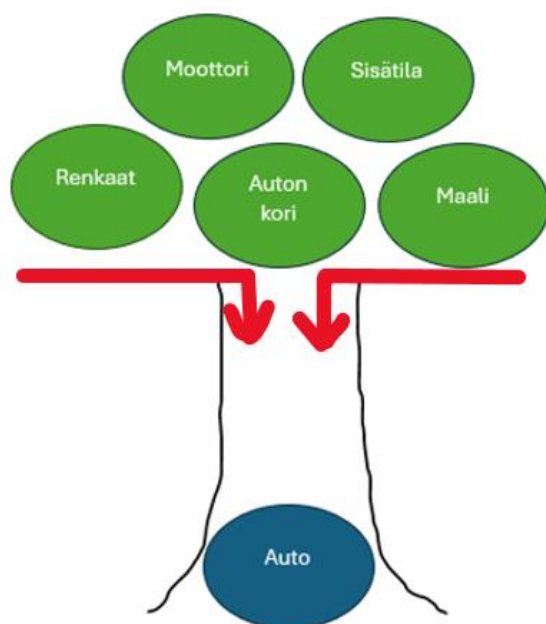 Moottori
Sisätila
Renkaat
Auton
kori
Maali
Auto